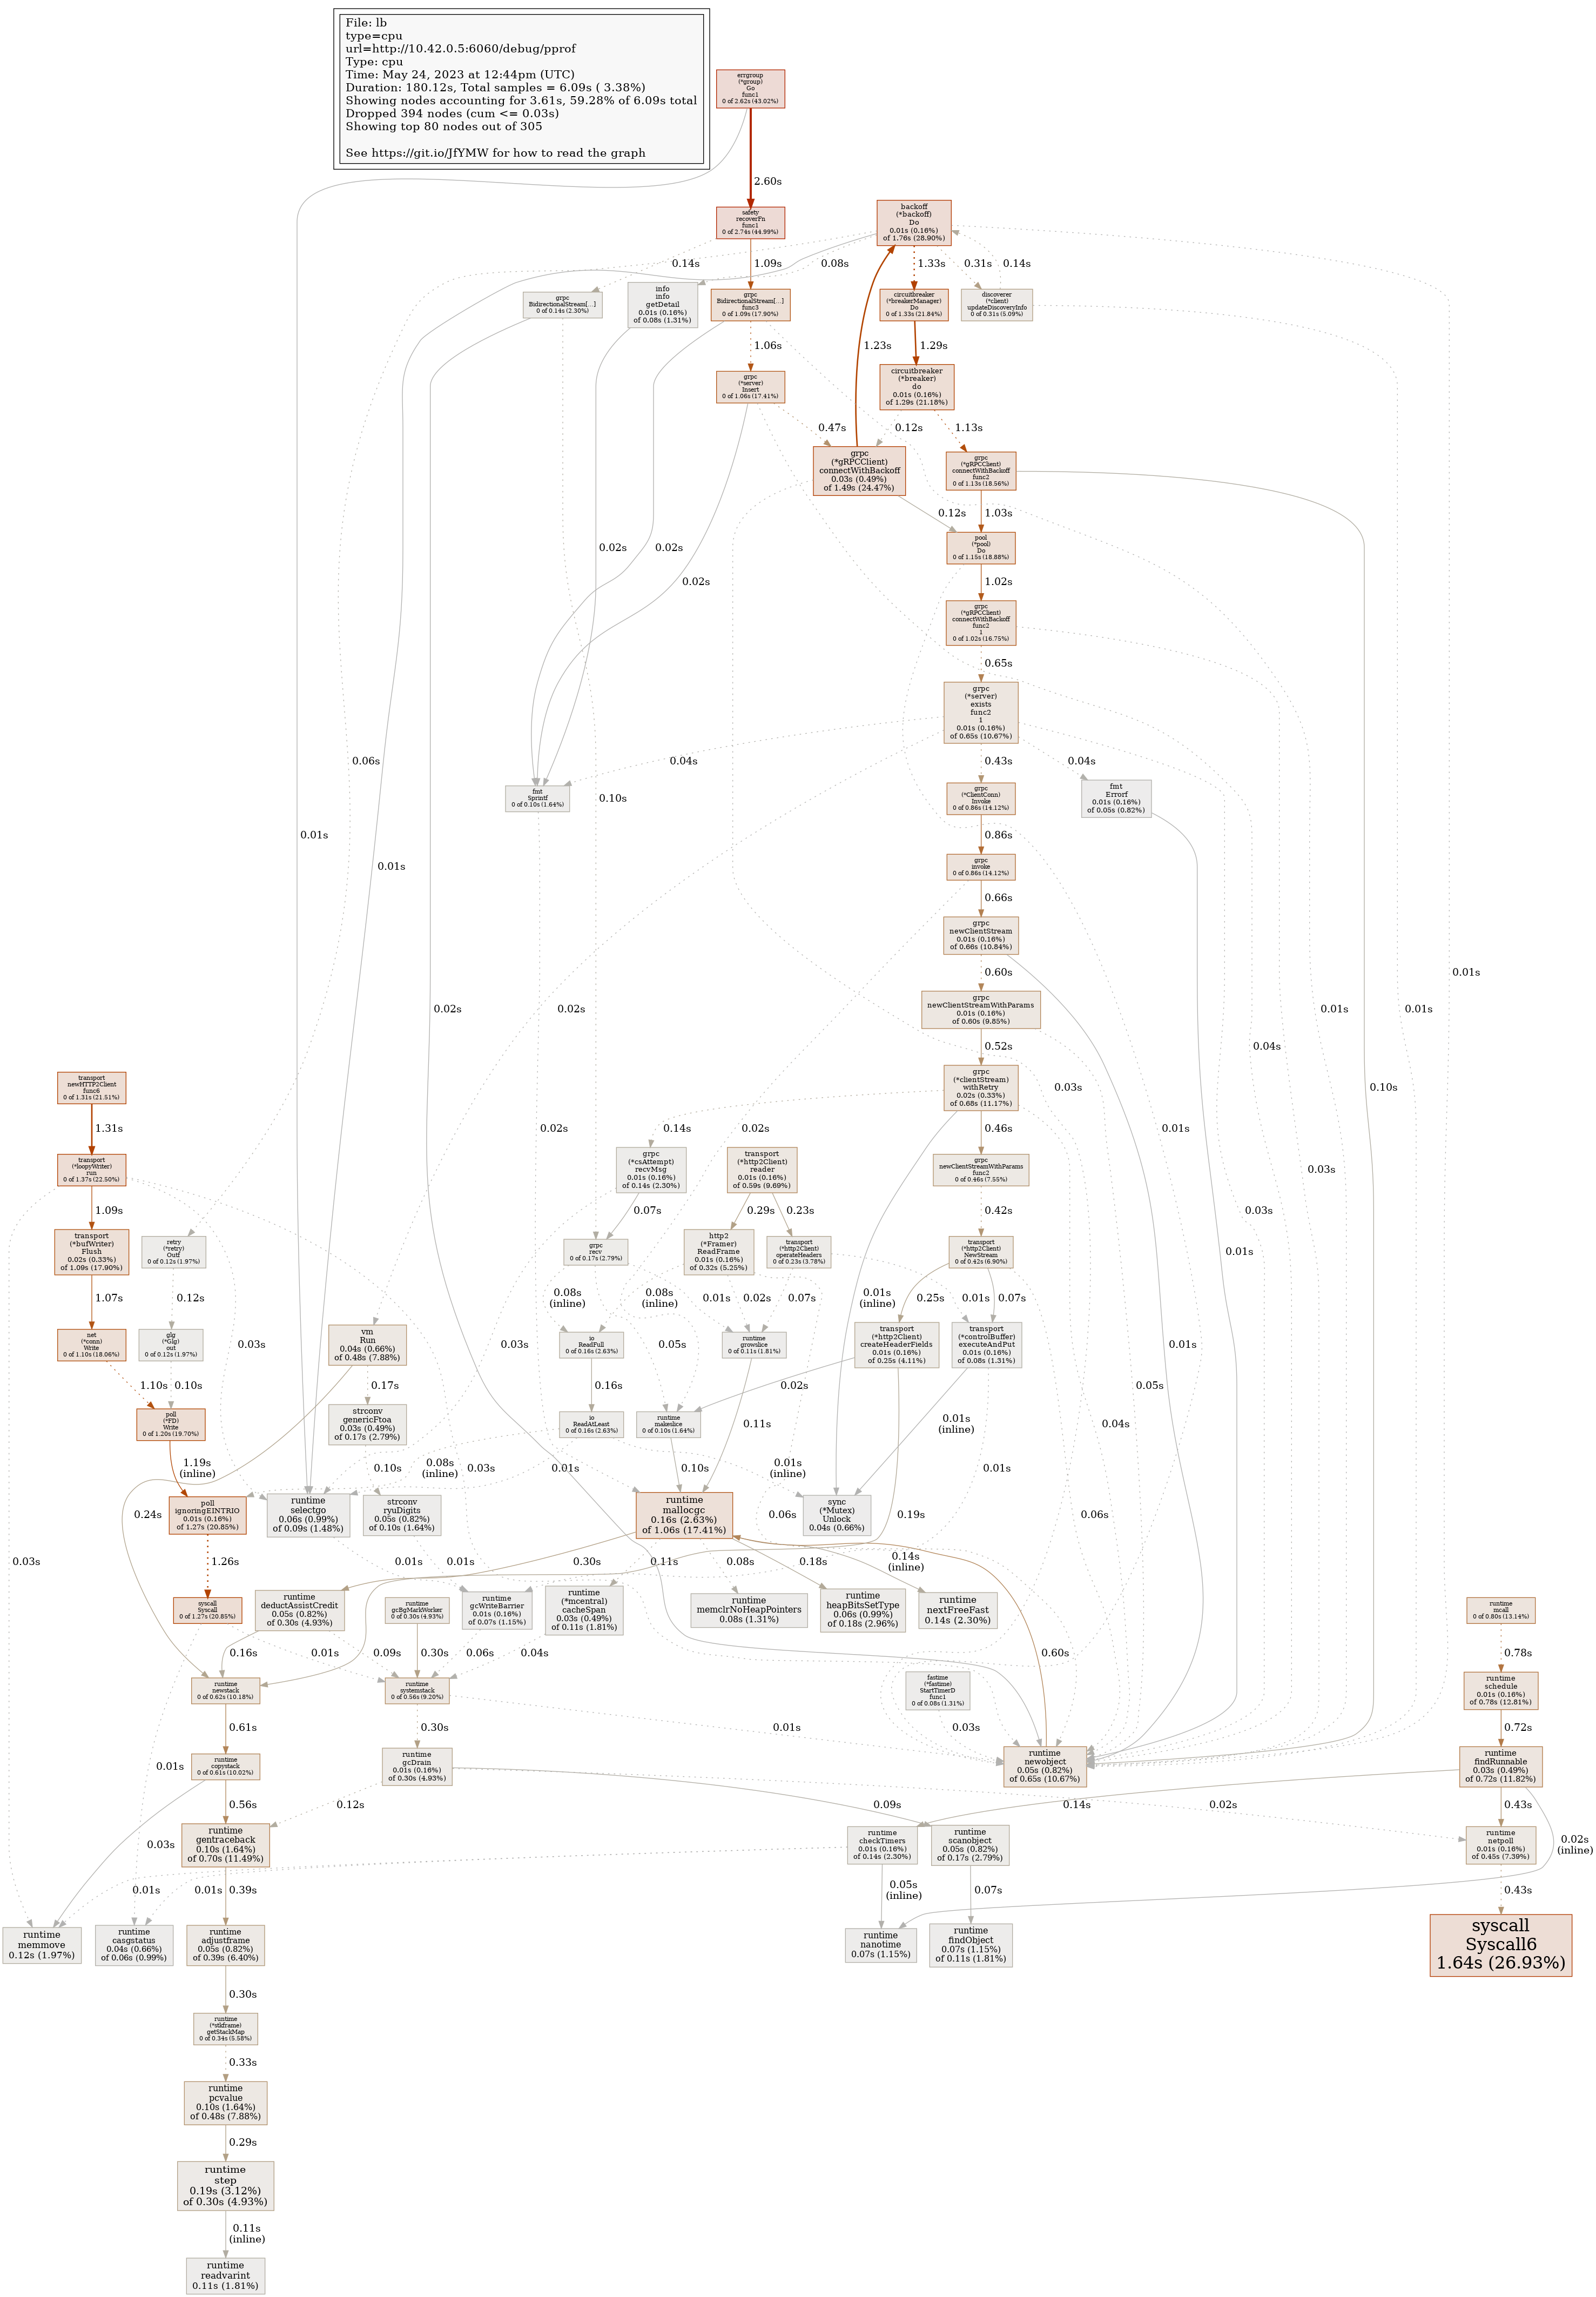 File: lb
type=cpu
url=http://10.42.0.5:6060/debug/pprof
Type: cpu
Time: May 24, 2023 at 12:44pm (UTC)
Duration: 180.12s, Total samples = 6.09s ( 3.38%)
Showing nodes accounting for 3.61s, 59.28% of 6.09s total
Dropped 394 nodes (cum <= 0.03s)
Showing top 80 nodes out of 305
See https://git.io/JfYMW for how to read the graph
errgroup
(*group)
Go
func1
0 of 2.62s (43.02%)
2.60s
safety
recoverFn
func1
0 of 2.74s (44.99%)
backoff
(*backoff)
Do
0.01s (0.16%)
of 1.76s (28.90%)
0.14s
1.09s
0.08s
1.33s
0.31s
0.14s
grpc
BidirectionalStream[...]
0 of 0.14s (2.30%)
info
info
getDetail
0.01s (0.16%)
of 0.08s (1.31%)
grpc
BidirectionalStream[...]
func3
0 of 1.09s (17.90%)
circuitbreaker
(*breakerManager)
Do
0 of 1.33s (21.84%)
discoverer
(*client)
updateDiscoveryInfo
0 of 0.31s (5.09%)
1.06s
1.23s
1.29s
grpc
(*server)
Insert
0 of 1.06s (17.41%)
circuitbreaker
(*breaker)
do
0.01s (0.16%)
of 1.29s (21.18%)
0.47s
0.12s
1.13s
grpc
(*gRPCClient)
connectWithBackoff
0.03s (0.49%)
of 1.49s (24.47%)
grpc
(*gRPCClient)
connectWithBackoff
func2
0 of 1.13s (18.56%)
0.12s
1.03s
0.02s
0.02s
0.02s
pool
(*pool)
Do
0 of 1.15s (18.88%)
1.02s
grpc
(*gRPCClient)
connectWithBackoff
func2
1
0 of 1.02s (16.75%)
0.65s
grpc
(*server)
exists
func2
1
0.01s (0.16%)
of 0.65s (10.67%)
0.06s
0.10s
0.04s
0.43s
0.04s
fmt
Sprintf
0 of 0.10s (1.64%)
grpc
(*ClientConn)
Invoke
0 of 0.86s (14.12%)
fmt
Errorf
0.01s (0.16%)
of 0.05s (0.82%)
0.01s
0.01s
0.86s
grpc
invoke
0 of 0.86s (14.12%)
0.66s
grpc
newClientStream
0.01s (0.16%)
of 0.66s (10.84%)
0.60s
0.01s
grpc
newClientStreamWithParams
0.01s (0.16%)
of 0.60s (9.85%)
0.02s
0.02s
0.01s
0.01s
0.52s
0.04s
transport
newHTTP2Client
func6
0 of 1.31s (21.51%)
grpc
(*clientStream)
withRetry
0.02s (0.33%)
of 0.68s (11.17%)
0.03s
0.10s
1.31s
0.02s
0.14s
0.02s
0.46s
0.01s
transport
(*loopyWriter)
run
0 of 1.37s (22.50%)
grpc
(*csAttempt)
recvMsg
0.01s (0.16%)
of 0.14s (2.30%)
transport
(*http2Client)
reader
0.01s (0.16%)
of 0.59s (9.69%)
grpc
newClientStreamWithParams
func2
0 of 0.46s (7.55%)
0.03s
1.09s
0.07s
0.29s
0.23s
0.42s
0.03s
transport
(*bufWriter)
Flush
0.02s (0.33%)
of 1.09s (17.90%)
retry
(*retry)
Outf
0 of 0.12s (1.97%)
grpc
recv
0 of 0.17s (2.79%)
http2
(*Framer)
ReadFrame
0.01s (0.16%)
of 0.32s (5.25%)
transport
(*http2Client)
operateHeaders
0 of 0.23s (3.78%)
transport
(*http2Client)
NewStream
0 of 0.42s (6.90%)
0.01s
1.07s
0.12s
0.08s
(inline)
0.08s
(inline)
0.01s
0.02s
0.07s
0.01s
(inline)
0.25s
0.01s
0.07s
net
(*conn)
Write
0 of 1.10s (18.06%)
glg
(*Glg)
out
0 of 0.12s (1.97%)
0.03s
vm
Run
0.04s (0.66%)
of 0.48s (7.88%)
0.03s
io
ReadFull
0 of 0.16s (2.63%)
0.05s
runtime
growslice
0 of 0.11s (1.81%)
transport
(*http2Client)
createHeaderFields
0.01s (0.16%)
of 0.25s (4.11%)
transport
(*controlBuffer)
executeAndPut
0.01s (0.16%)
of 0.08s (1.31%)
0.01s
1.10s
0.10s
0.17s
0.16s
0.02s
0.05s
poll
(*FD)
Write
0 of 1.20s (19.70%)
strconv
genericFtoa
0.03s (0.49%)
of 0.17s (2.79%)
io
ReadAtLeast
0 of 0.16s (2.63%)
runtime
makeslice
0 of 0.10s (1.64%)
0.11s
0.01s
(inline)
0.04s
1.19s
(inline)
0.10s
0.08s
(inline)
0.03s
0.01s
0.10s
0.01s
(inline)
0.01s
poll
ignoringEINTRIO
0.01s (0.16%)
of 1.27s (20.85%)
0.24s
runtime
selectgo
0.06s (0.99%)
of 0.09s (1.48%)
strconv
ryuDigits
0.05s (0.82%)
of 0.10s (1.64%)
runtime
mallocgc
0.16s (2.63%)
of 1.06s (17.41%)
0.06s
sync
(*Mutex)
Unlock
0.04s (0.66%)
0.19s
0.06s
0.03s
1.26s
0.01s
0.01s
0.30s
0.11s
0.08s
0.18s
0.14s
(inline)
syscall
Syscall
0 of 1.27s (20.85%)
runtime
deductAssistCredit
0.05s (0.82%)
of 0.30s (4.93%)
runtime
gcBgMarkWorker
0 of 0.30s (4.93%)
runtime
gcWriteBarrier
0.01s (0.16%)
of 0.07s (1.15%)
runtime
(*mcentral)
cacheSpan
0.03s (0.49%)
of 0.11s (1.81%)
runtime
memclrNoHeapPointers
0.08s (1.31%)
runtime
heapBitsSetType
0.06s (0.99%)
of 0.18s (2.96%)
runtime
nextFreeFast
0.14s (2.30%)
runtime
mcall
0 of 0.80s (13.14%)
0.16s
0.01s
0.09s
0.30s
0.06s
0.04s
0.60s
0.78s
runtime
newstack
0 of 0.62s (10.18%)
runtime
systemstack
0 of 0.56s (9.20%)
fastime
(*fastime)
StartTimerD
func1
0 of 0.08s (1.31%)
runtime
schedule
0.01s (0.16%)
of 0.78s (12.81%)
0.61s
0.30s
0.01s
0.03s
0.72s
0.01s
runtime
copystack
0 of 0.61s (10.02%)
runtime
gcDrain
0.01s (0.16%)
of 0.30s (4.93%)
runtime
newobject
0.05s (0.82%)
of 0.65s (10.67%)
runtime
findRunnable
0.03s (0.49%)
of 0.72s (11.82%)
0.56s
0.12s
0.09s
0.14s
0.02s
0.43s
0.03s
runtime
gentraceback
0.10s (1.64%)
of 0.70s (11.49%)
runtime
checkTimers
0.01s (0.16%)
of 0.14s (2.30%)
runtime
scanobject
0.05s (0.82%)
of 0.17s (2.79%)
runtime
netpoll
0.01s (0.16%)
of 0.45s (7.39%)
0.02s
(inline)
0.01s
0.01s
0.39s
0.05s
(inline)
0.07s
0.43s
runtime
memmove
0.12s (1.97%)
runtime
casgstatus
0.04s (0.66%)
of 0.06s (0.99%)
runtime
adjustframe
0.05s (0.82%)
of 0.39s (6.40%)
runtime
nanotime
0.07s (1.15%)
runtime
findObject
0.07s (1.15%)
of 0.11s (1.81%)
syscall
Syscall6
1.64s (26.93%)
0.30s
runtime
(*stkframe)
getStackMap
0 of 0.34s (5.58%)
0.33s
runtime
pcvalue
0.10s (1.64%)
of 0.48s (7.88%)
0.29s
runtime
step
0.19s (3.12%)
of 0.30s (4.93%)
0.11s
(inline)
runtime
readvarint
0.11s (1.81%)